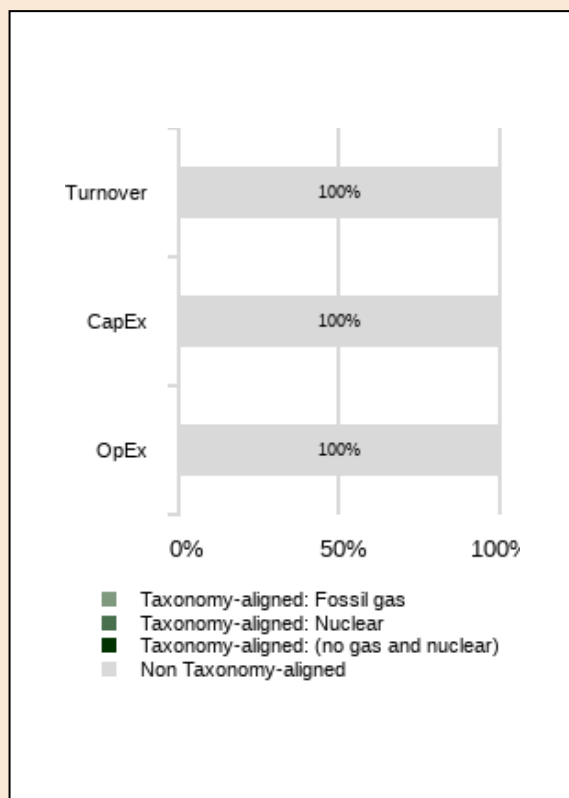 Turnover
100%
CapEx
100%
OpEx
100%
0% 50% 100%
Taxonomy-aligned: Fossil gas
Taxonomy-aligned: Nuclear
Taxonomy-aligned: (no gas and nuclear)
Non Taxonomy-aligned